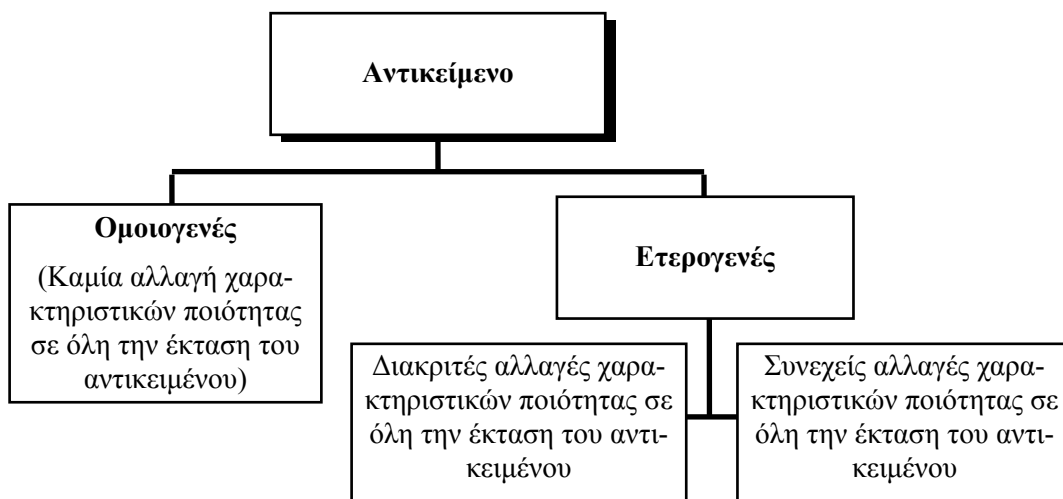 Αντικείμενο
Ομοιογενές
(Καμία αλλαγή χαρα-
κτηριστικών ποιότητας
σε όλη την έκταση του
αντικειμένου)
Ετερογενές
Διακριτές αλλαγές χαρα-
κτηριστικών ποιότητας σε
όλη την έκταση του αντι-
κειμένου
Συνεχείς αλλαγές χαρα-
κτηριστικών ποιότητας σε
όλη την έκταση του αντι-
κειμένου